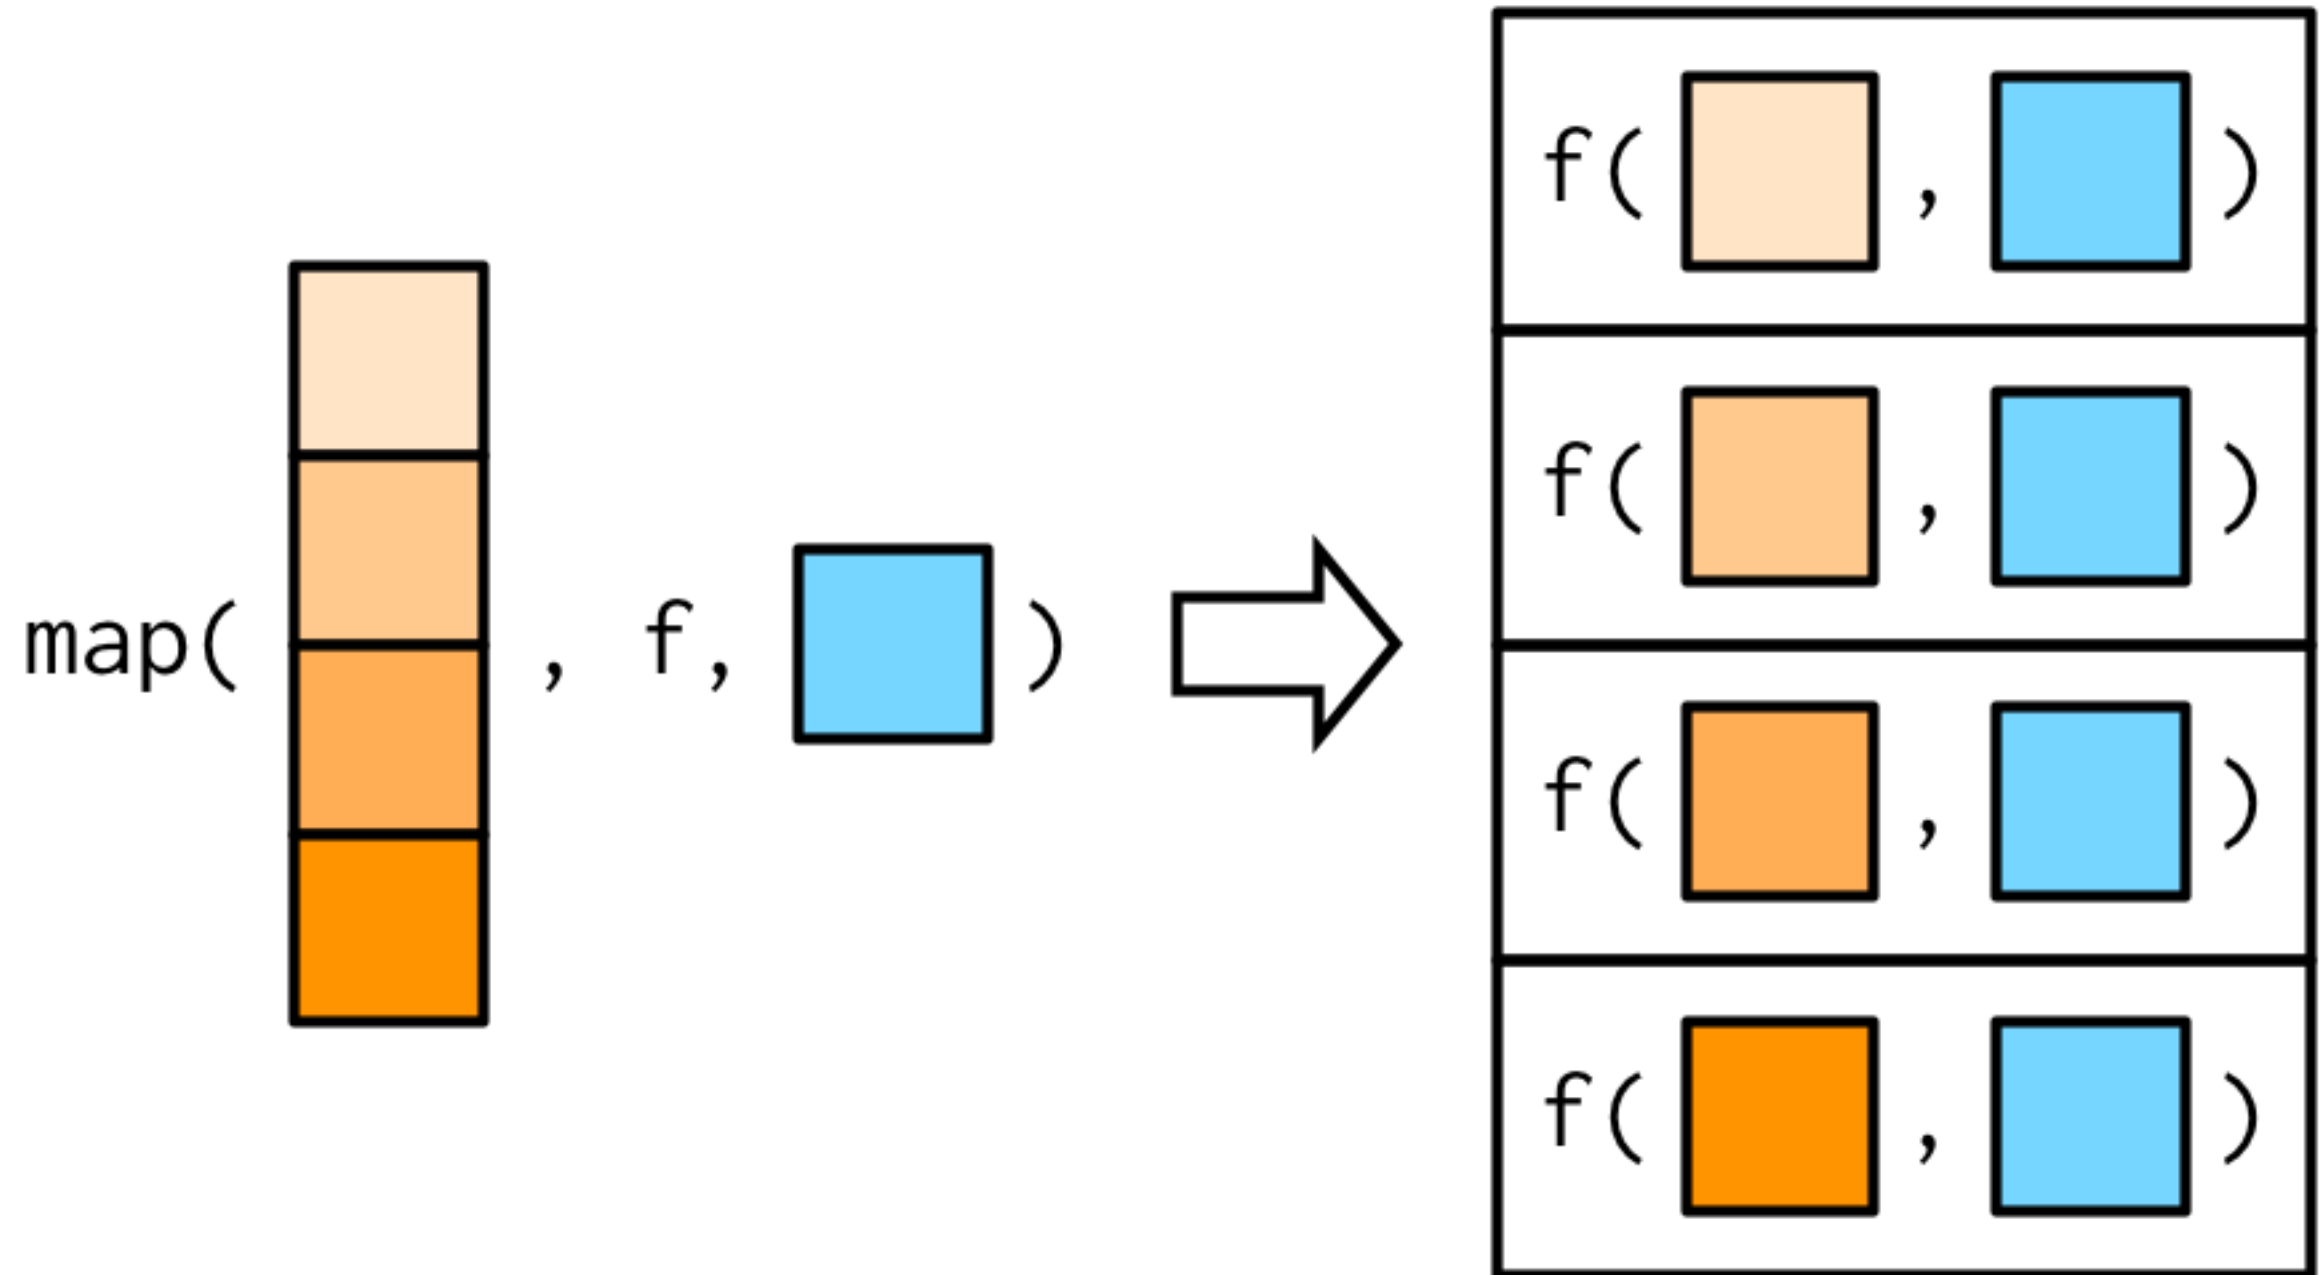 map( , f, )
f( , )
f( , )
f( , )
f( , )